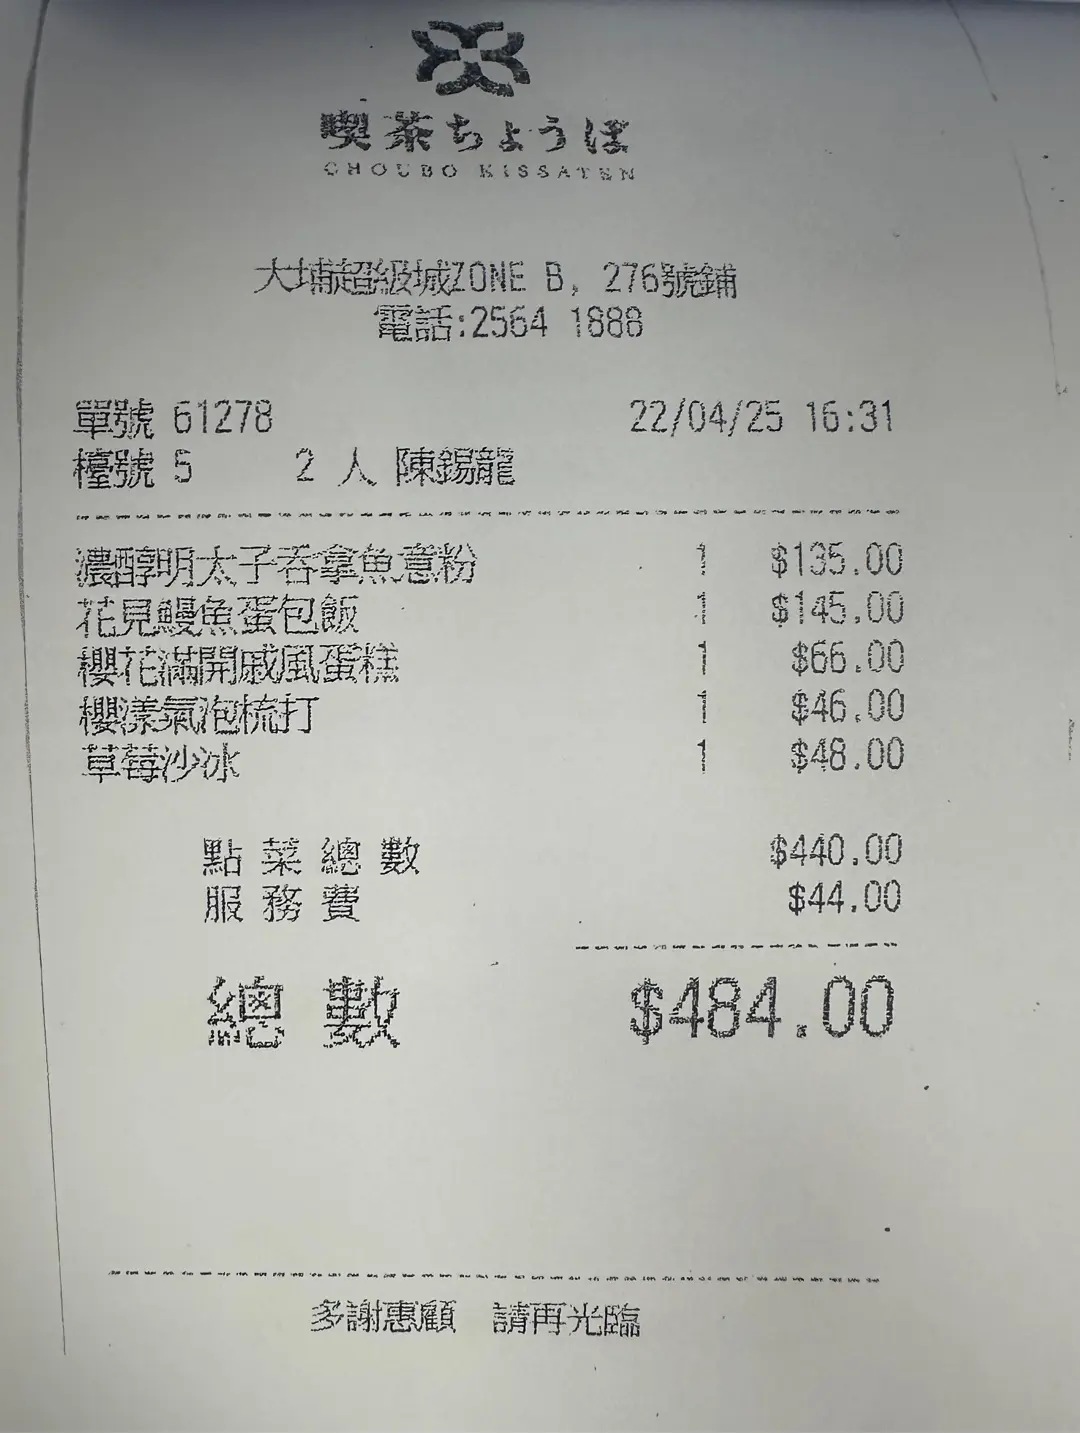 喫茶ちょうぼ
CHOUBO KISSATEN
大埔超級城ZONE B, 276號鋪
電話:2564 1888
單號 61278 22/04/25 16:31
檯號 5 2 人 陳錫龍
濃醇明太子吞拿魚意粉 1 $135.00
花見鰻魚蛋包飯 1 $145.00
櫻花滿開戚風蛋糕 1 $66.00
櫻漾氣泡梳打 1 $46.00
草莓沙冰 1 $48.00
點菜總數 $440.00
服務費 $44.00
總數 $484.00
多謝惠顧 請再光臨